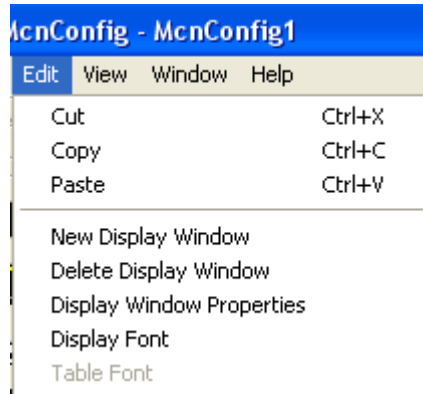 McnConfig - McnConfig1
Edit View Window Help
Cut Ctrl+X
Copy Ctrl+C
Paste Ctrl+V
New Display Window
Delete Display Window
Display Window Properties
Display Font
Table Font